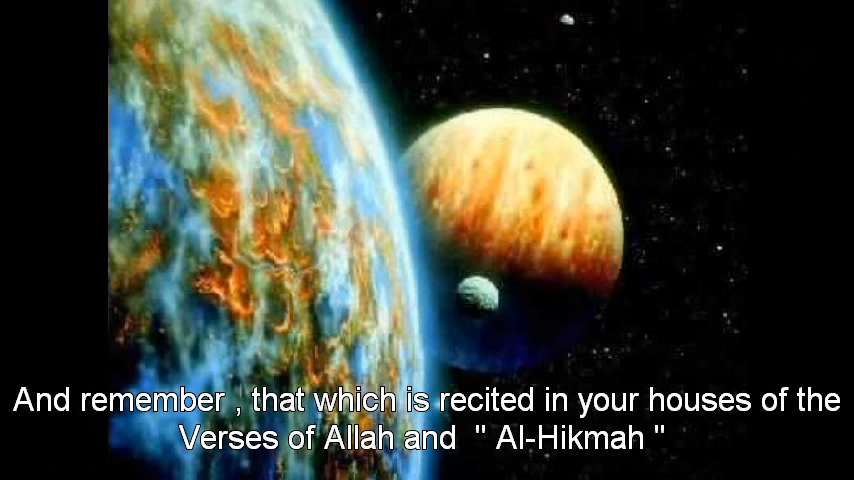 And remember , that which is recited in your houses of the
Verses of Allah and  " Al-Hikmah "